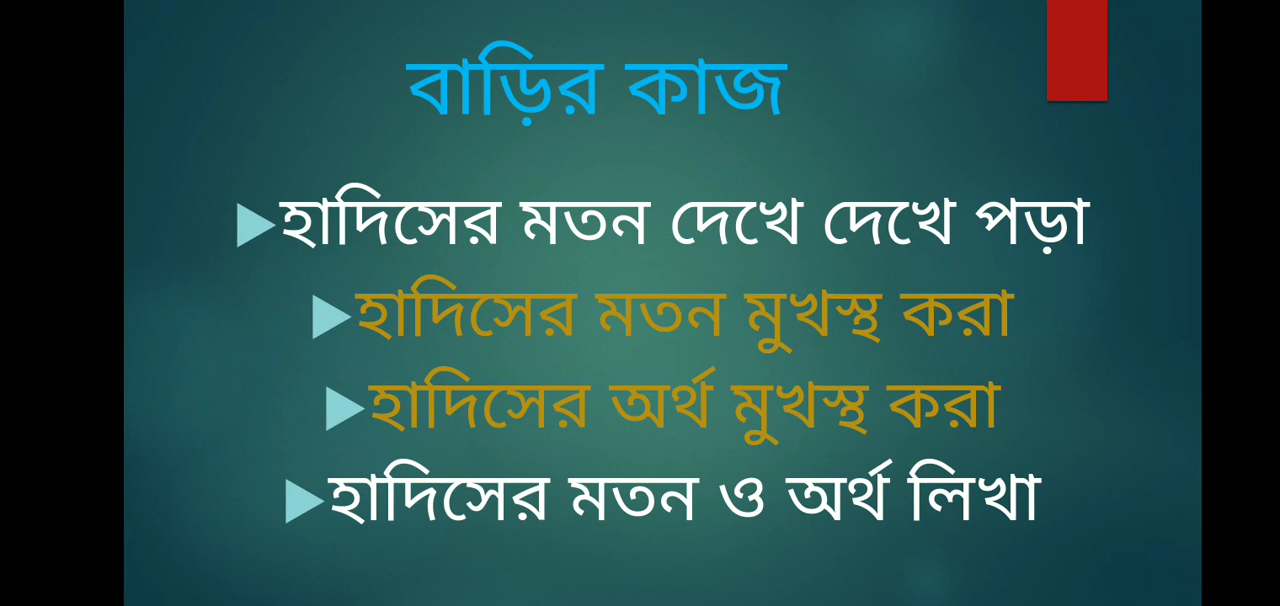 বাড়ির কাজ
হাদিসের মতন দেখে দেখে পড়া
হাদিসের মতন মুখস্থ করা
হাদিসের অর্থ মুখস্থ করা
হাদিসের মতন ও অর্থ লিখা